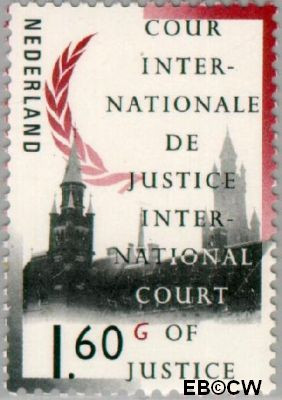 NEDERLAND
COUR
INTER-
NATIONALE
DE
JUSTICE
INTER-
NATIONAL
COURT
G OF
JUSTICE
1.60
EB©CW